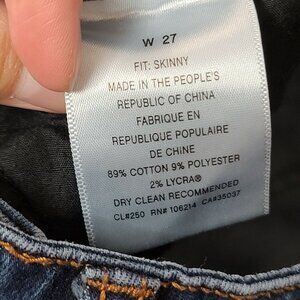 W 27
FIT: SKINNY
MADE IN THE PEOPLE'S
REPUBLIC OF CHINA
FABRIQUE EN
REPUBLIQUE POPULAIRE
DE CHINE
89% COTTON 9% POLYESTER
2% LYCRA®
DRY CLEAN RECOMMENDED
CL#250 RN# 106214 CA#35037